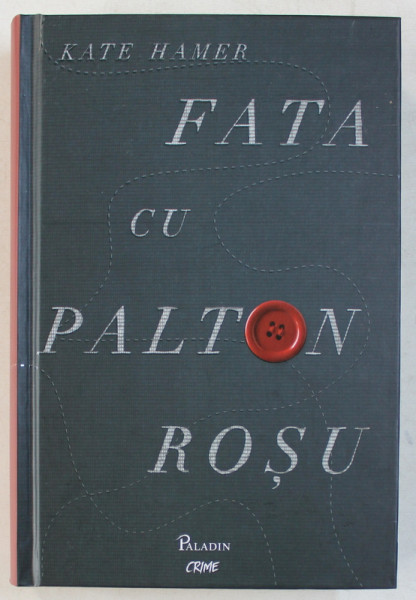 KATE HAMER
FATA
CU
PALTON
ROȘU
PALADIN
CRIME